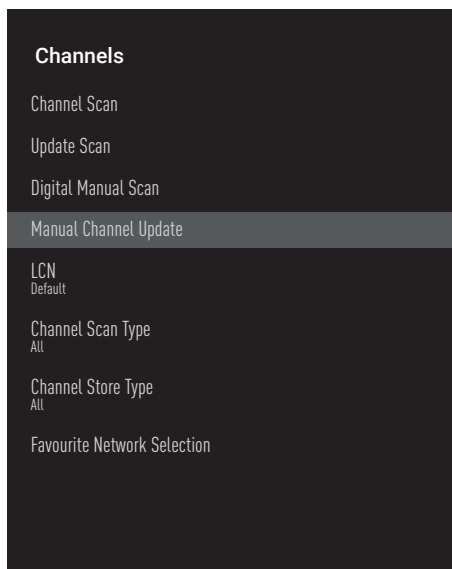 Channels
Channel Scan
Update Scan
Digital Manual Scan
Manual Channel Update
LCN
Default
Channel Scan Type
All
Channel Store Type
All
Favourite Network Selection